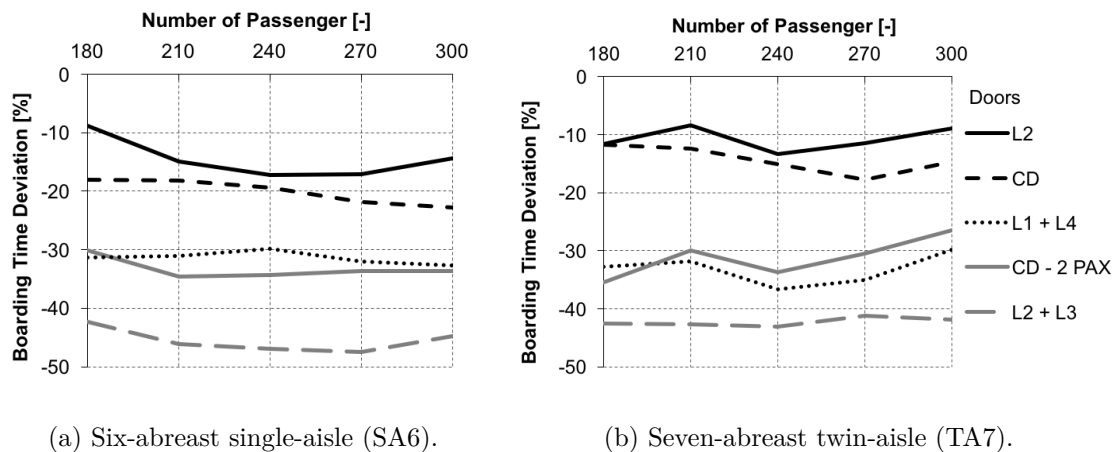 Number of Passenger [-]
180 210 240 270 300
0
-10
-20
-30
-40
-50
Boarding Time Deviation [%]
(a) Six-abreast single-aisle (SA6).
Number of Passenger [-]
180 210 240 270 300
0
-10
-20
-30
-40
-50
Boarding Time Deviation [%]
Doors
L2
CD
L1 + L4
CD - 2 PAX
L2 + L3
(b) Seven-abreast twin-aisle (TA7).